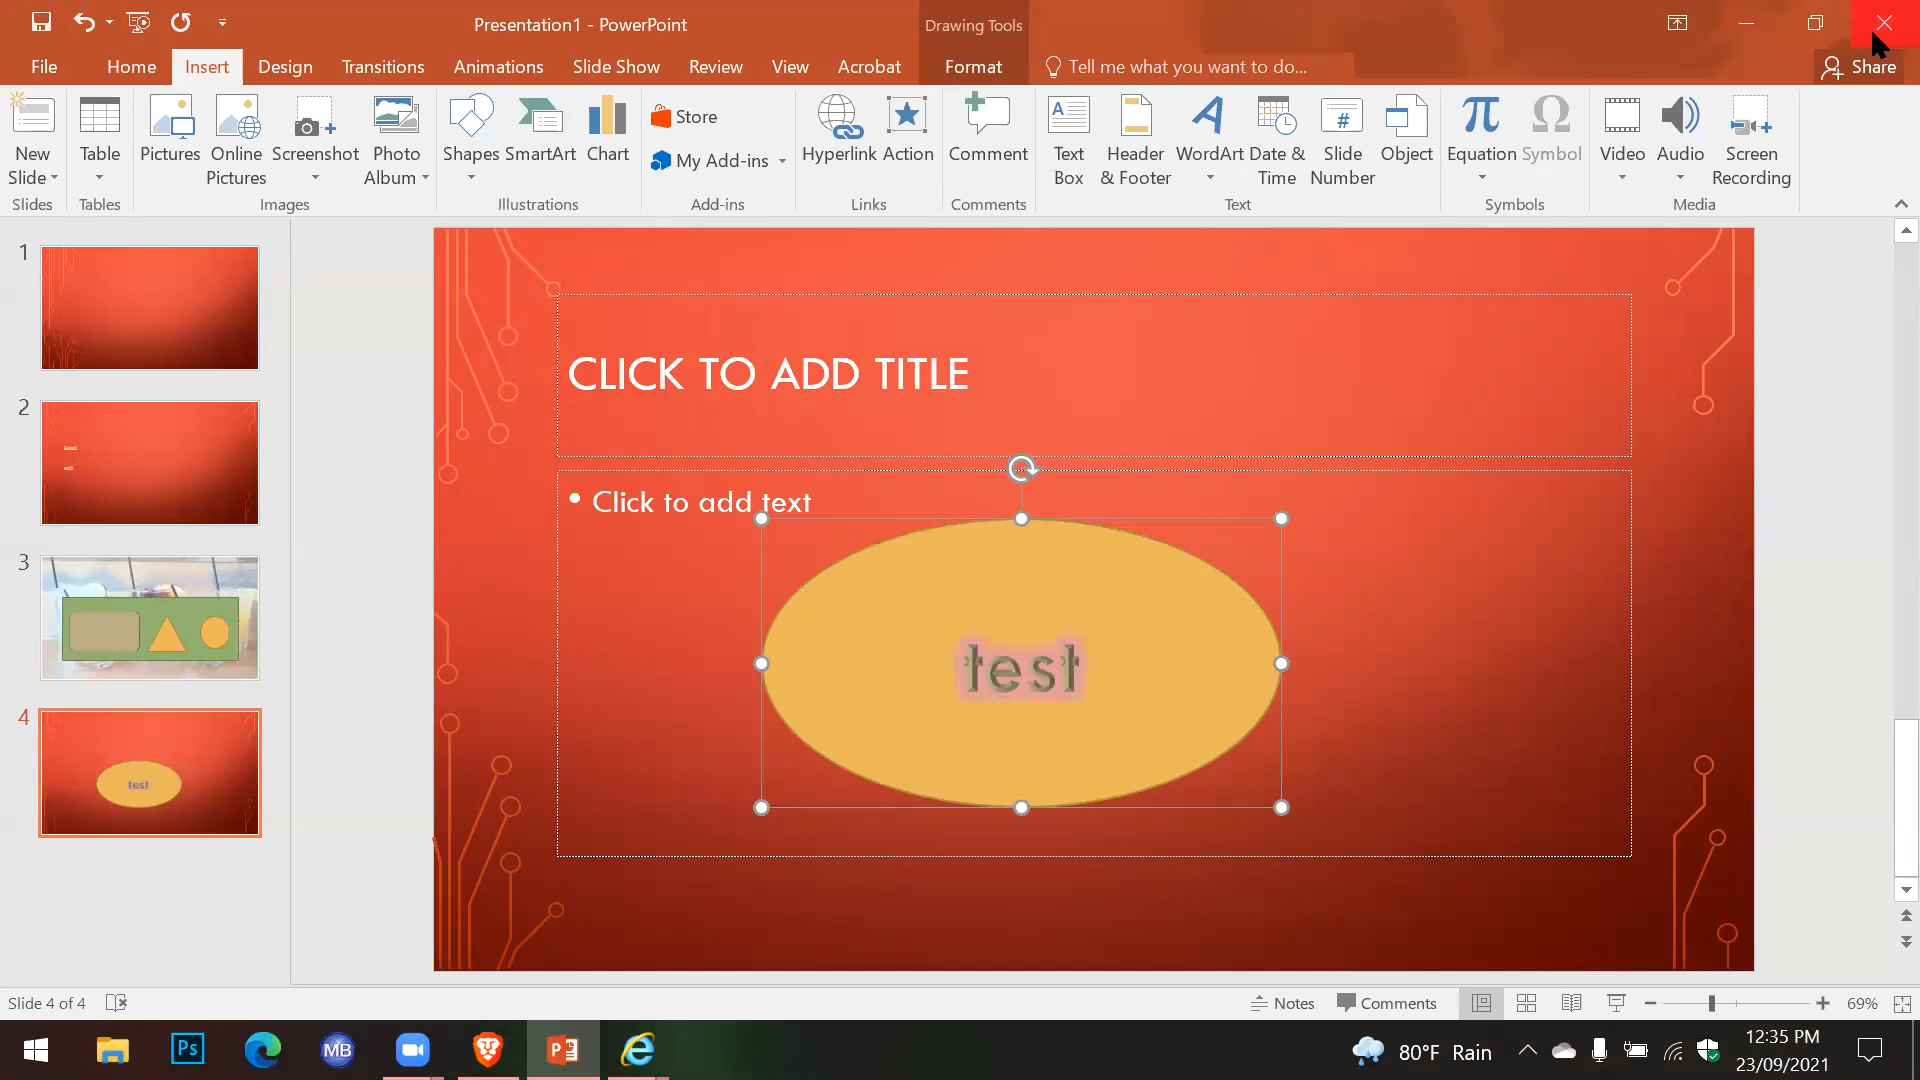 Presentation1 - PowerPoint
Drawing Tools
File Home Insert Design Transitions Animations Slide Show Review View Acrobat Format Tell me what you want to do... Share
New Slide
Table
Pictures
Online Pictures
Screenshot
Photo Album
Shapes
SmartArt
Chart
Store
My Add-ins
Hyperlink
Action
Comment
Text Box
Header & Footer
WordArt
Date & Time
Slide Number
#
Object
π
Equation
Ω
Symbol
Video
Audio
Screen Recording
Slides Tables Images Illustrations Add-ins Links Comments Text Symbols Media
1
2
3
4
test
CLICK TO ADD TITLE
• Click to add text
test
Slide 4 of 4
Notes Comments 69%
Ps MB
80°F Rain
12:35 PM
23/09/2021